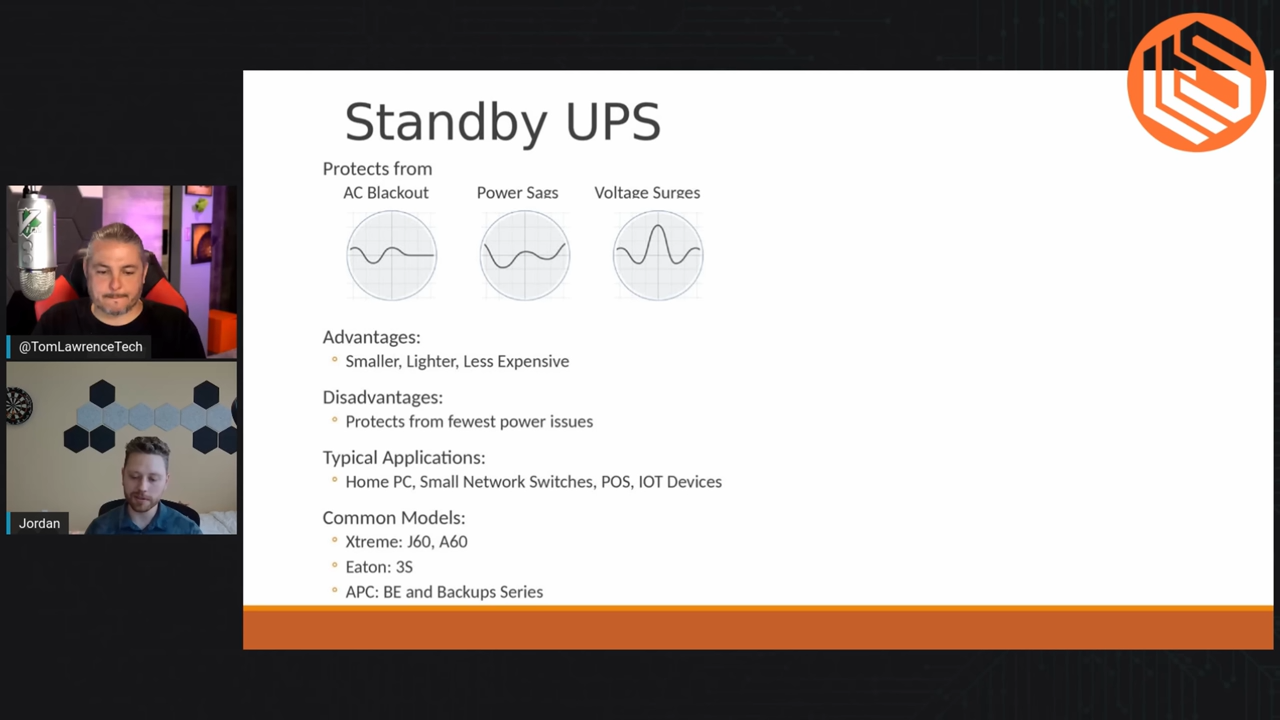 Standby UPS
Protects from
AC Blackout Power Sags Voltage Surges
Advantages:
Smaller, Lighter, Less Expensive
Disadvantages:
Protects from fewest power issues
Typical Applications:
Home PC, Small Network Switches, POS, IOT Devices
Common Models:
Xtreme: J60, A60
Eaton: 3S
APC: BE and Backups Series
@TomLawrenceTech
Jordan